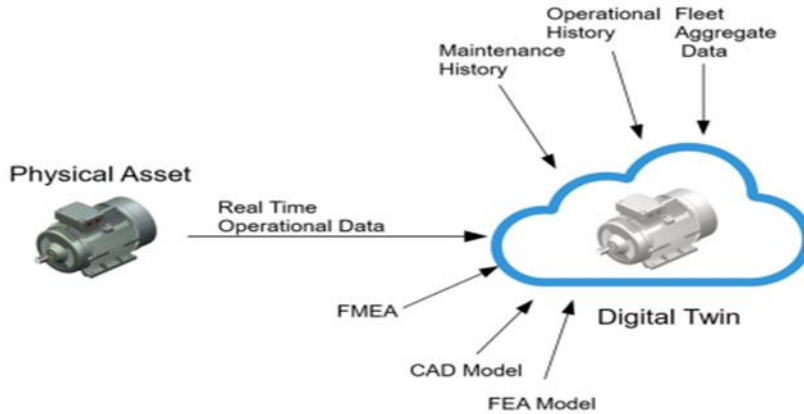 Operational
History
Fleet
Aggregate
Data
Maintenance
History
Physical Asset
Real Time
Operational Data
FMEA
Digital Twin
CAD Model
FEA Model